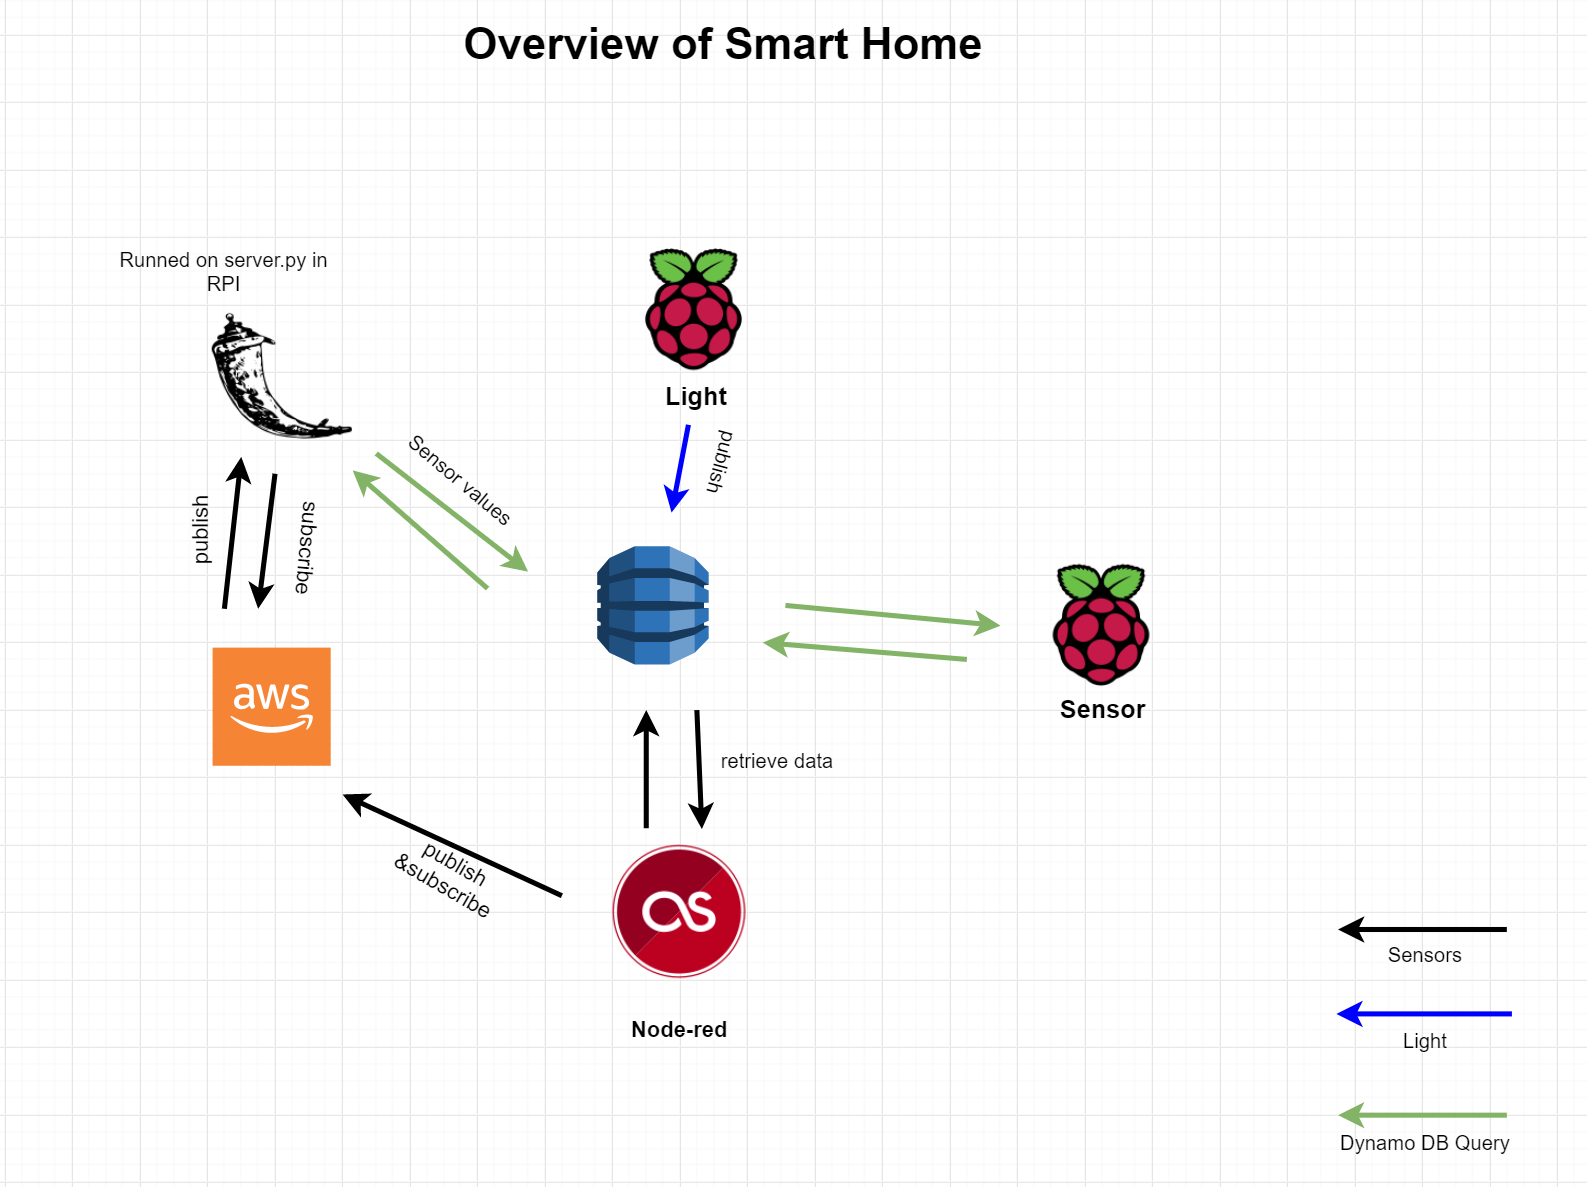 Overview of Smart Home
Runned on server.py in
RPI
Light
publish
Sensor values
publish
subscribe
aws
Sensor
retrieve data
publish
&subscribe
Node-red
Sensors
Light
Dynamo DB Query